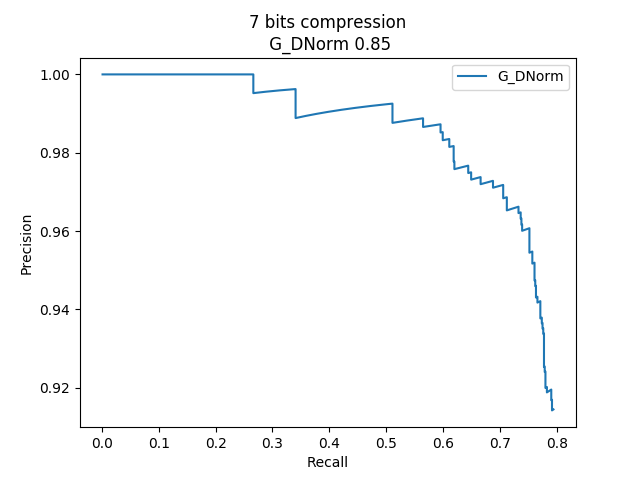 7 bits compression
G_DNorm 0.85
G_DNorm
1.00
0.98
0.96
0.94
0.92
Precision
0.0 0.1 0.2 0.3 0.4 0.5 0.6 0.7 0.8
Recall